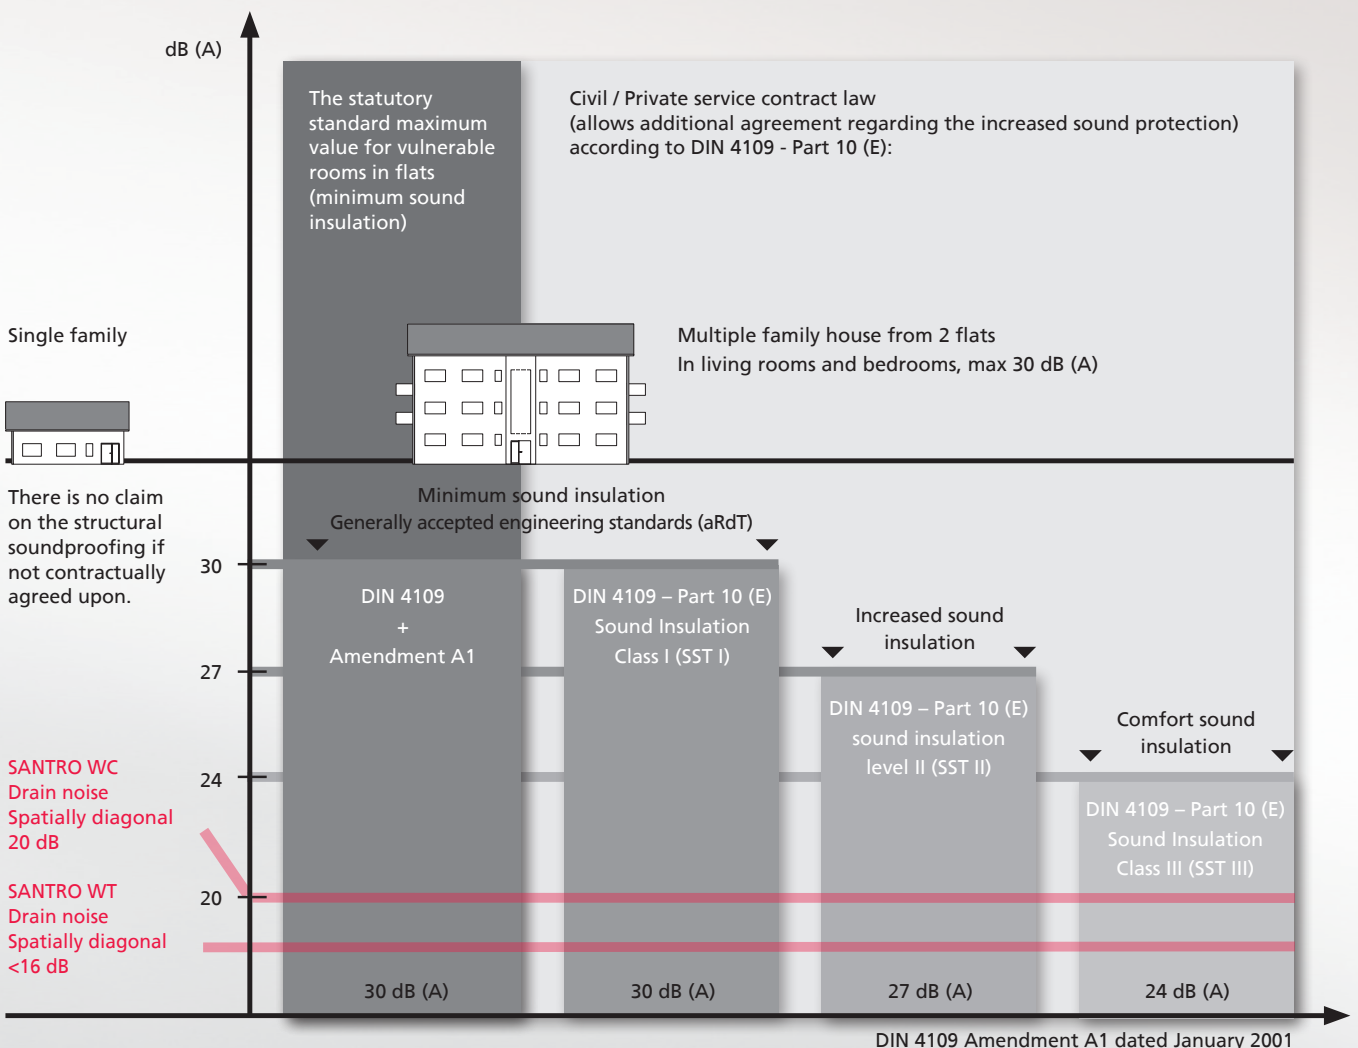 dB (A)
The statutory
standard maximum
value for vulnerable
rooms in flats
(minimum sound
insulation)
Civil / Private service contract law
(allows additional agreement regarding the increased sound protection)
according to DIN 4109 - Part 10 (E):
Single family
Multiple family house from 2 flats
In living rooms and bedrooms, max 30 dB (A)
There is no claim
on the structural
soundproofing if
not contractually
agreed upon.
Minimum sound insulation
Generally accepted engineering standards (aRdT)
30
DIN 4109
+
Amendment A1
DIN 4109 – Part 10 (E)
Sound Insulation
Class I (SST I)
Increased sound
insulation
27
DIN 4109 – Part 10 (E)
sound insulation
level II (SST II)
Comfort sound
insulation
24
DIN 4109 – Part 10 (E)
Sound Insulation
Class III (SST III)
SANTRO WC
Drain noise
Spatially diagonal
20 dB
20
SANTRO WT
Drain noise
Spatially diagonal
<16 dB
30 dB (A)
30 dB (A)
27 dB (A)
24 dB (A)
DIN 4109 Amendment A1 dated January 2001